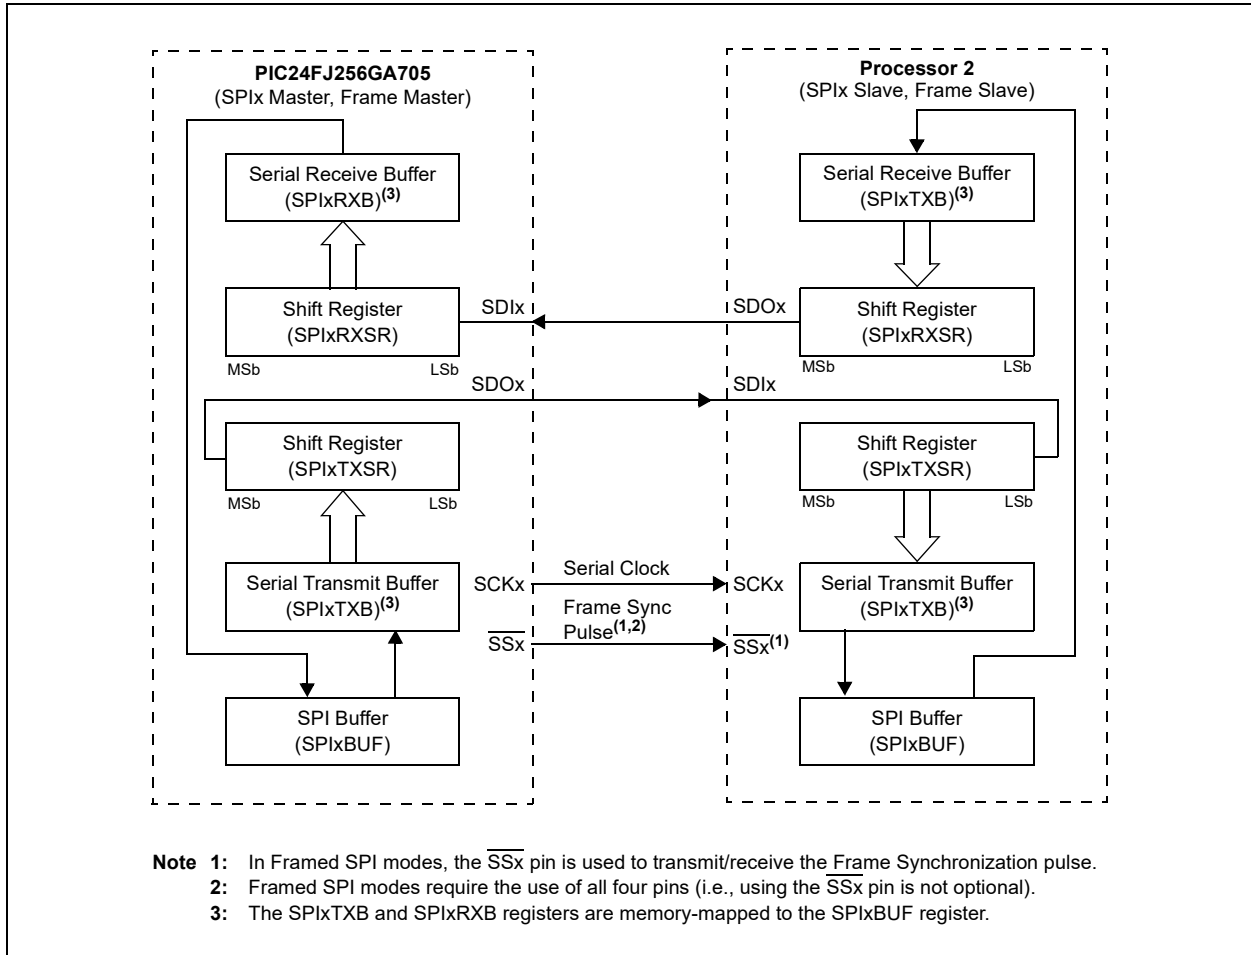 PIC24FJ256GA705
(SPIx Master, Frame Master)
Serial Receive Buffer
(SPIxRXB)(3)
Shift Register
(SPIxRXSR)
MSb
LSb
SDIx
SDOx
Shift Register
(SPIxTXSR)
MSb
LSb
Serial Transmit Buffer
(SPIxTXB)(3)
SCKx
SSx
SPI Buffer
(SPIxBUF)
Serial Clock
Frame Sync
Pulse(1,2)
Processor 2
(SPIx Slave, Frame Slave)
Serial Receive Buffer
(SPIxTXB)(3)
SDOx
Shift Register
(SPIxRXSR)
MSb
LSb
SDIx
Shift Register
(SPIxTXSR)
MSb
LSb
Serial Transmit Buffer
(SPIxTXB)(3)
SCKx
SSx(1)
SPI Buffer
(SPIxBUF)
Note 1: In Framed SPI modes, the SSx pin is used to transmit/receive the Frame Synchronization pulse.
2: Framed SPI modes require the use of all four pins (i.e., using the SSx pin is not optional).
3: The SPIxTXB and SPIxRXB registers are memory-mapped to the SPIxBUF register.